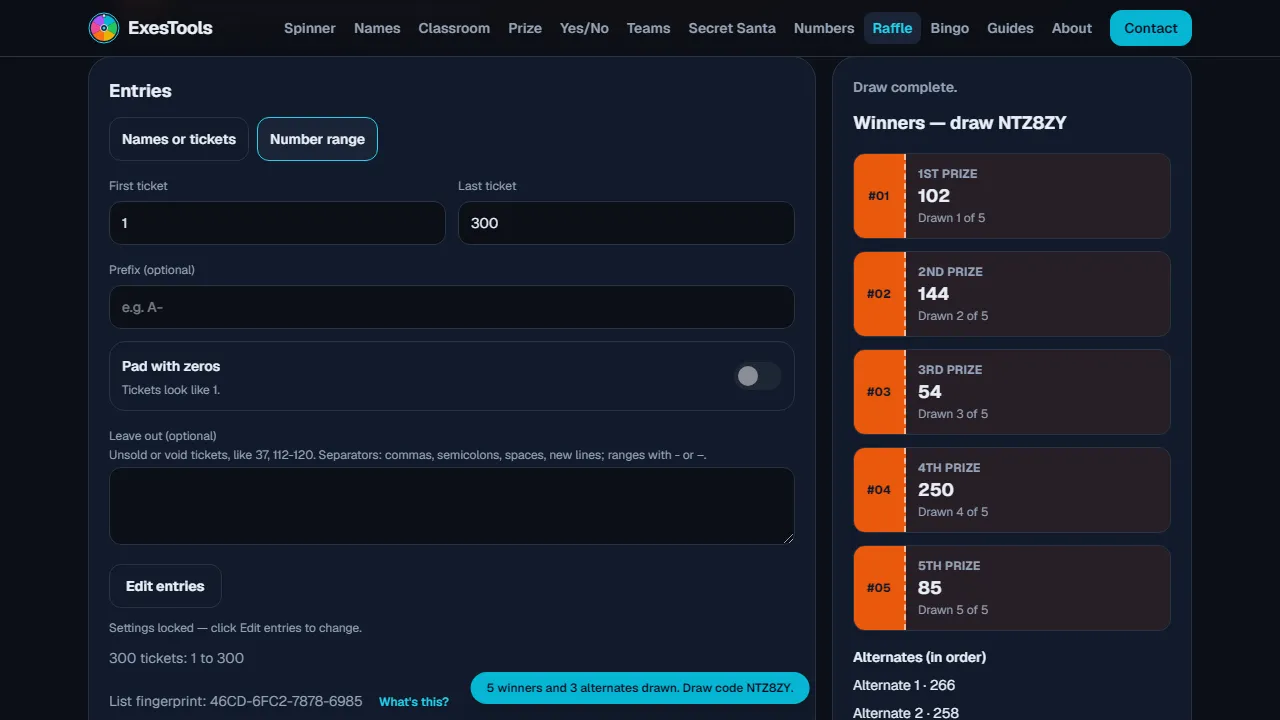 ExesTools
Spinner Names Classroom Prize Yes/No Teams Secret Santa Numbers Raffle Bingo Guides About Contact
Entries
Names or tickets Number range
First ticket Last ticket
1 300
Prefix (optional)
e.g. A-
Pad with zeros
Tickets look like 1.
Leave out (optional)
Unsold or void tickets, like 37, 112-120. Separators: commas, semicolons, spaces, new lines; ranges with - or –.
Edit entries
Settings locked — click Edit entries to change.
300 tickets: 1 to 300
List fingerprint: 46CD-6FC2-7878-6985 What's this?
5 winners and 3 alternates drawn. Draw code NTZ8ZY.
Draw complete.
Winners — draw NTZ8ZY
#01
1ST PRIZE
102
Drawn 1 of 5
#02
2ND PRIZE
144
Drawn 2 of 5
#03
3RD PRIZE
54
Drawn 3 of 5
#04
4TH PRIZE
250
Drawn 4 of 5
#05
5TH PRIZE
85
Drawn 5 of 5
Alternates (in order)
Alternate 1 · 266
Alternate 2 · 258